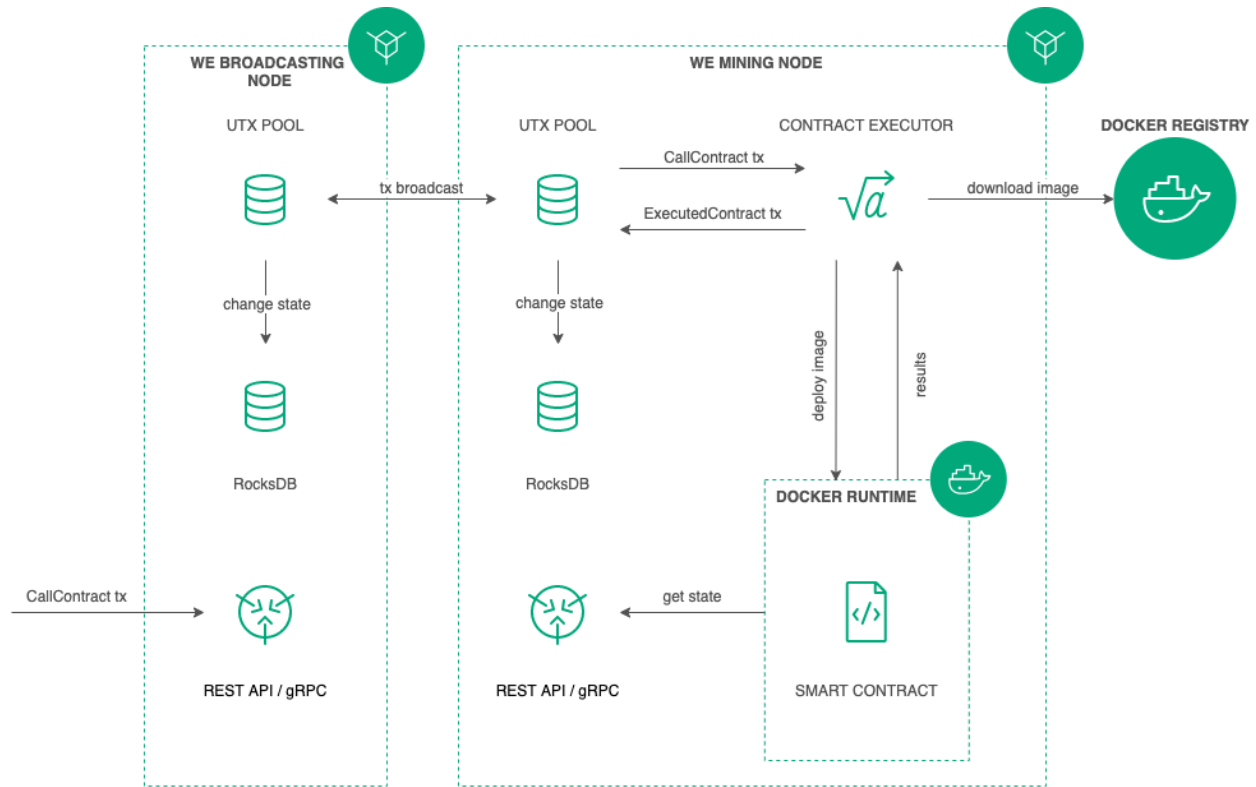 WE BROADCASTING
NODE
WE MINING NODE
UTX POOL
UTX POOL
CONTRACT EXECUTOR
DOCKER REGISTRY
CallContract tx
tx broadcast
a
download image
ExecutedContract tx
change state
change state
deploy image
results
RocksDB
RocksDB
DOCKER RUNTIME
CallContract tx
get state
</>
REST API / gRPC
REST API / gRPC
SMART CONTRACT